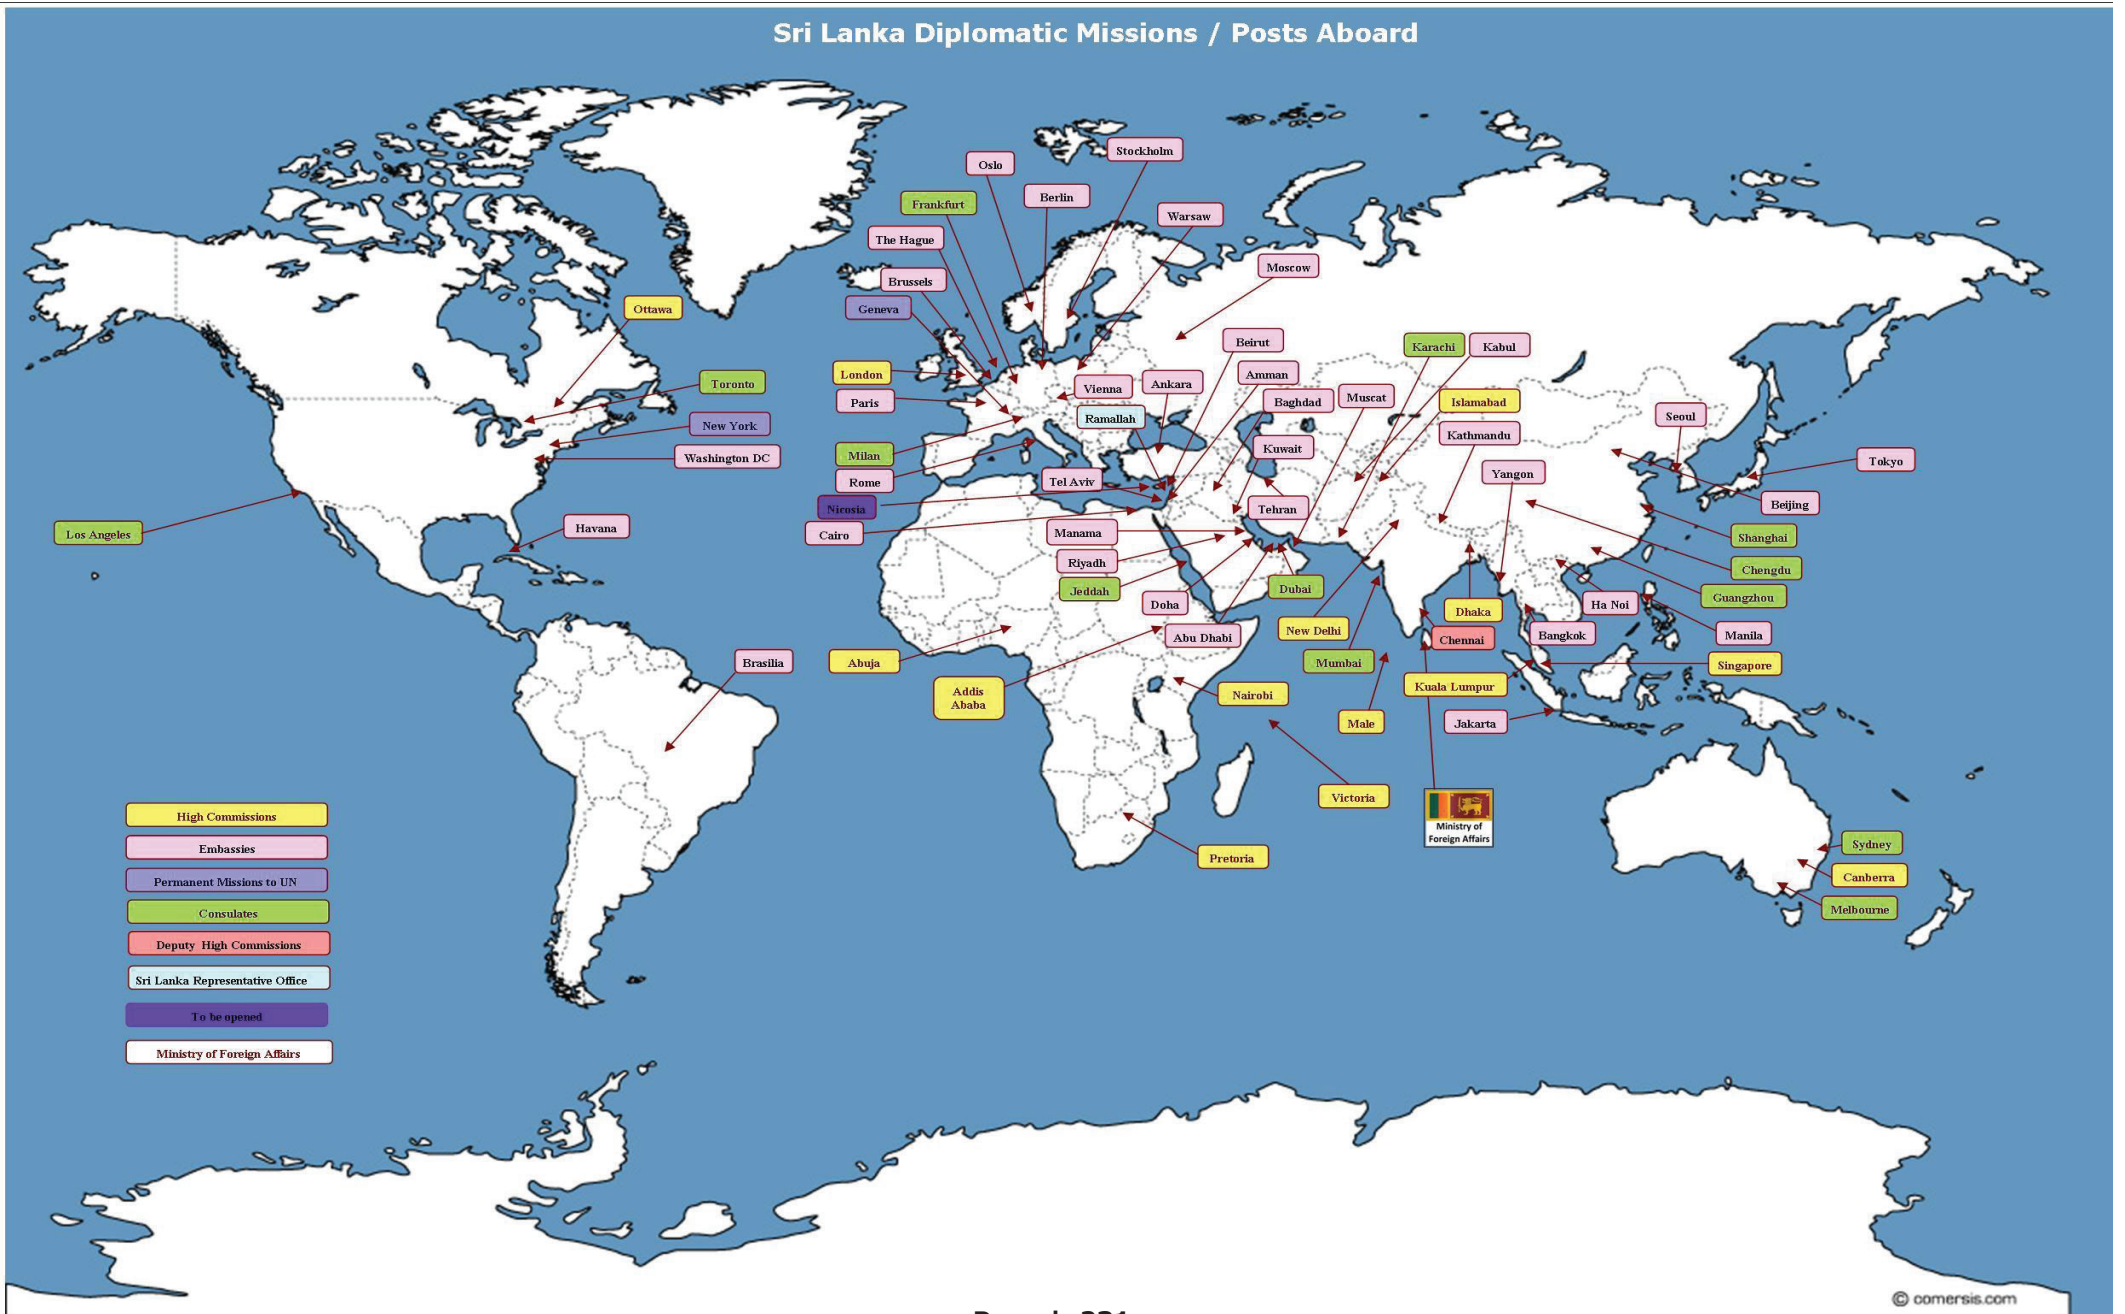 Sri Lanka Diplomatic Missions / Posts Aboard
Stockholm
Oslo
Berlin
Frankfurt
Warsaw
The Hague
Moscow
Brussels
Geneva
Ottawa
Beirut
Karachi
Kabul
London
Amman
Toronto
Vienna
Ankara
Paris
Baghdad
Muscat
Islamabad
Ramallah
Seoul
New York
Kathmandu
Kuwait
Milan
Washington DC
Tokyo
Yangon
Rome
Tel Aviv
Beijing
Nicosia
Tehran
Havana
Los Angeles
Cairo
Manama
Shanghai
Riyadh
Chengdu
Jeddah
Dubai
Guangzhou
Doha
Ha Noi
Dhaka
New Delhi
Abu Dhabi
Chennai
Bangkok
Manila
Brasilia
Abuja
Mumbai
Singapore
Kuala Lumpur
Addis
Ababa
Nairobi
Male
Jakarta
Victoria
Ministry of
Foreign Affairs
Sydney
Pretoria
Canberra
Melbourne
High Commissions
Embassies
Permanent Missions to UN
Consulates
Deputy High Commissions
Sri Lanka Representative Office
To be opened
Ministry of Foreign Affairs
© comersis.com